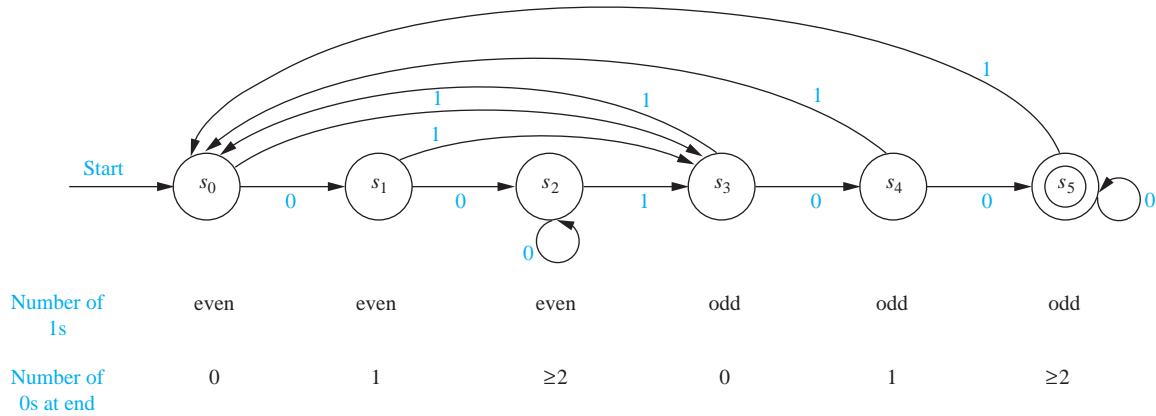 1
1
1
1
1
Start
s0
s1
s2
s3
s4
s5
0
0
1
0
0
0
0
Number of
1s
even
even
even
odd
odd
odd
Number of
0s at end
0
1
≥2
0
1
≥2